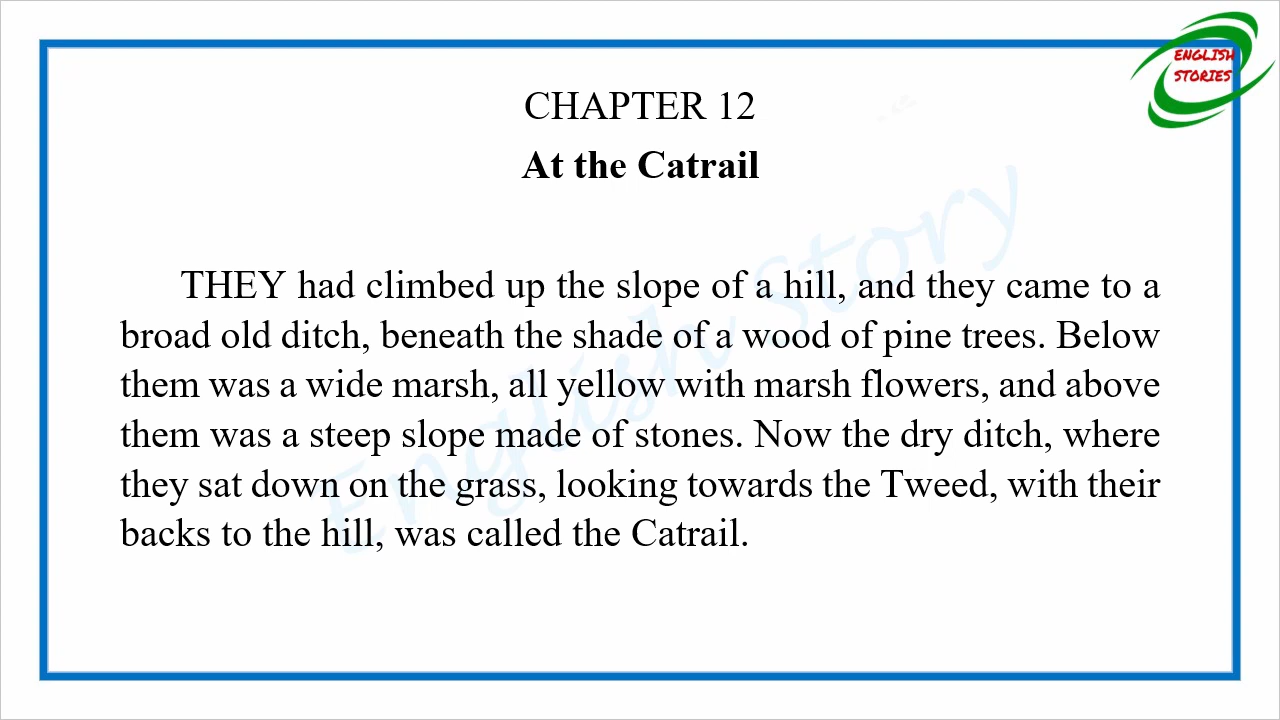 ENGLISH
STORIES
CHAPTER 12
At the Catrail
THEY had climbed up the slope of a hill, and they came to a
broad old ditch, beneath the shade of a wood of pine trees. Below
them was a wide marsh, all yellow with marsh flowers, and above
them was a steep slope made of stones. Now the dry ditch, where
they sat down on the grass, looking towards the Tweed, with their
backs to the hill, was called the Catrail.
English Story